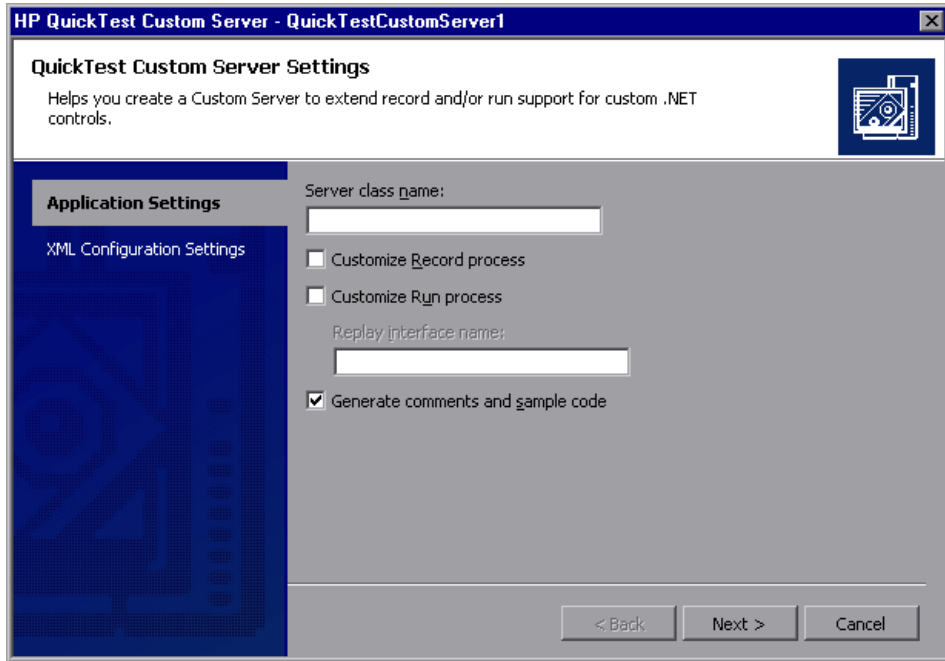 HP QuickTest Custom Server - QuickTestCustomServer1
QuickTest Custom Server Settings
Helps you create a Custom Server to extend record and/or run support for custom .NET
controls.
Application Settings
XML Configuration Settings
Server class name:
Customize Record process
Customize Run process
Replay interface name:
Generate comments and sample code
< Back
Next >
Cancel